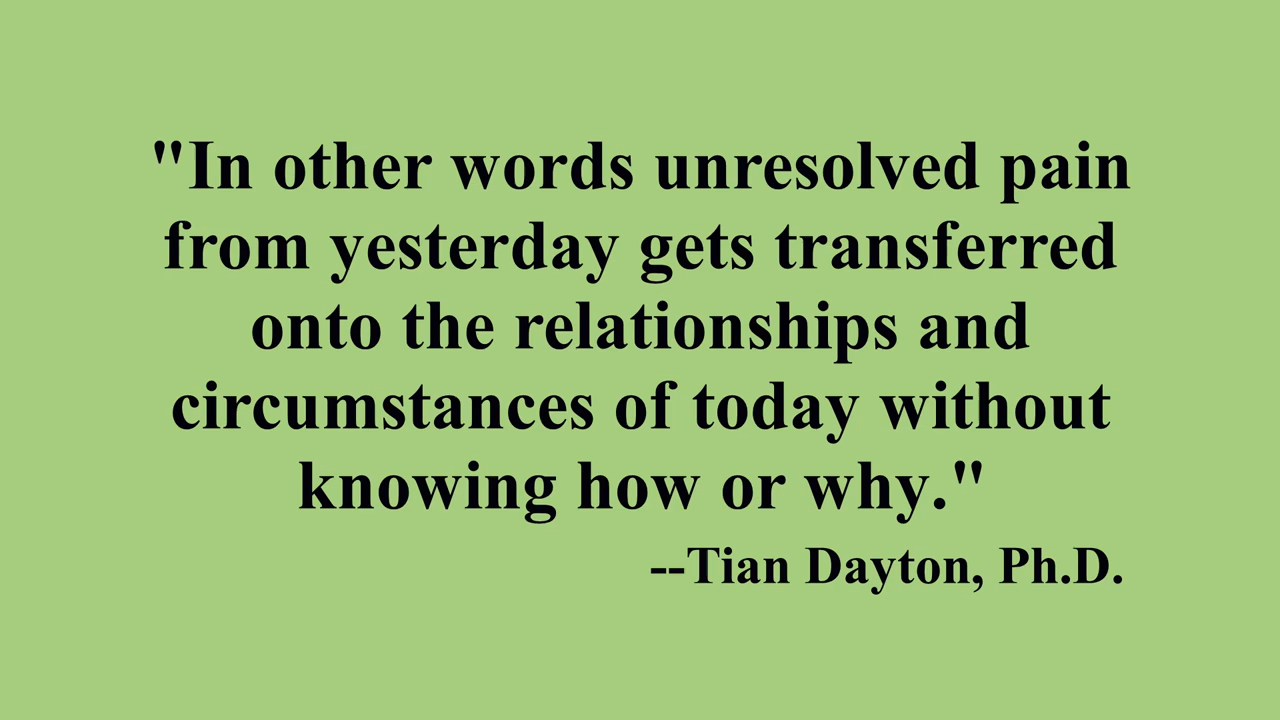 "In other words unresolved pain
from yesterday gets transferred
onto the relationships and
circumstances of today without
knowing how or why."
--Tian Dayton, Ph.D.